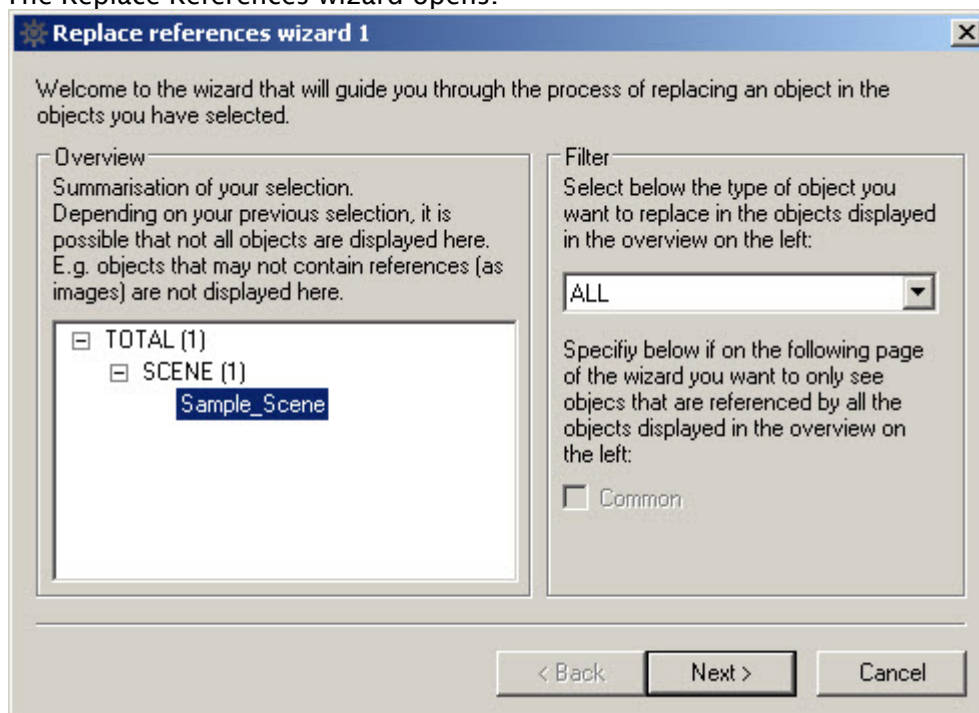 The Replace References wizard opens.
Replace references wizard 1
Welcome to the wizard that will guide you through the process of replacing an object in the
objects you have selected.
Overview
Summarisation of your selection.
Depending on your previous selection, it is
possible that not all objects are displayed here.
E.g. objects that may not contain references (as
images) are not displayed here.
TOTAL (1)
SCENE (1)
Sample_Scene
Filter
Select below the type of object you
want to replace in the objects displayed
in the overview on the left:
ALL
Specifiy below if on the following page
of the wizard you want to only see
objecs that are referenced by all the
objects displayed in the overview on
the left:
Common
< Back
Next >
Cancel